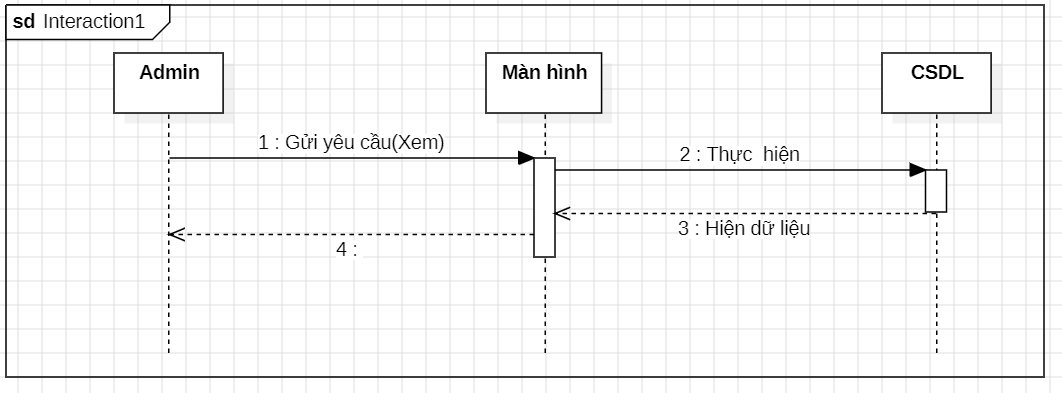 sd Interaction1
Admin
Màn hình
CSDL
1 : Gửi yêu cầu(Xem)
2 : Thực  hiện
3 : Hiện dữ liệu
4 :